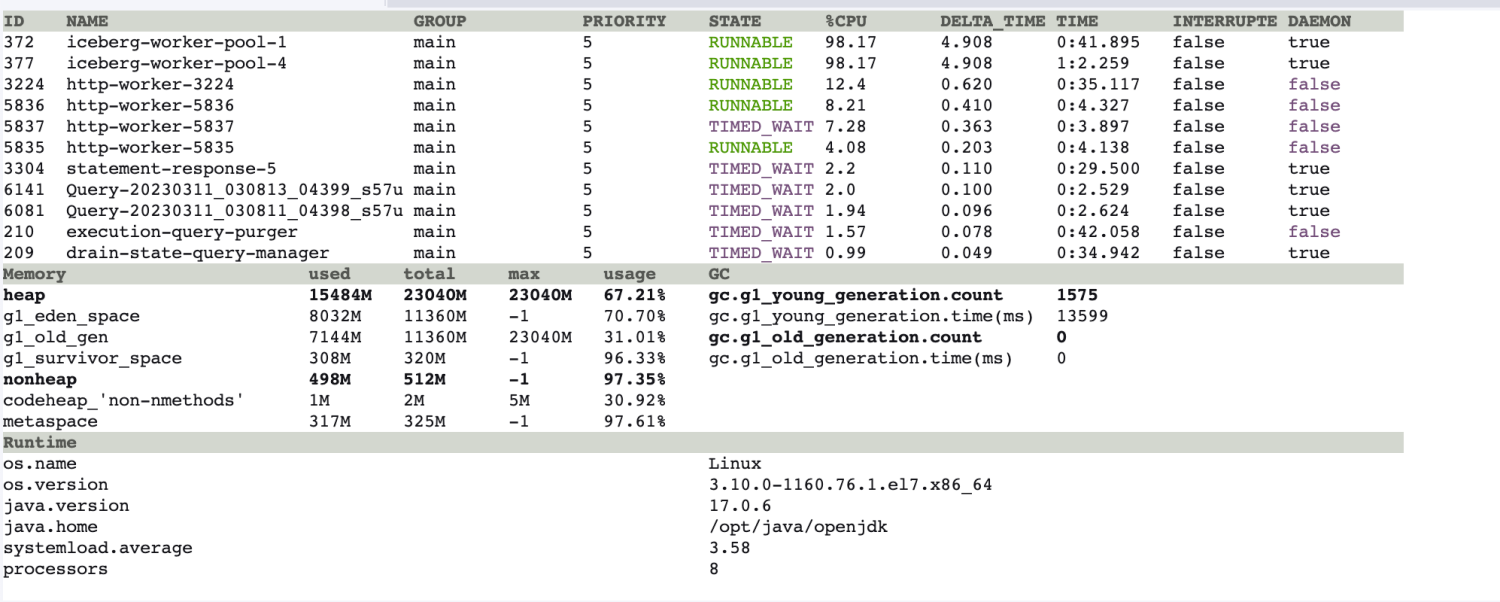 ID NAME GROUP PRIORITY STATE %CPU DELTA_TIME TIME INTERRUPTE DAEMON
372 iceberg-worker-pool-1 main 5 RUNNABLE 98.17 4.908 0:41.895 false true
377 iceberg-worker-pool-4 main 5 RUNNABLE 98.17 4.908 1:2.259 false true
3224 http-worker-3224 main 5 RUNNABLE 12.4 0.620 0:35.117 false false
5836 http-worker-5836 main 5 RUNNABLE 8.21 0.410 0:4.327 false false
5837 http-worker-5837 main 5 TIMED_WAIT 7.28 0.363 0:3.897 false false
5835 http-worker-5835 main 5 RUNNABLE 4.08 0.203 0:4.138 false false
3304 statement-response-5 main 5 TIMED_WAIT 2.2 0.110 0:29.500 false true
6141 Query-20230311_030813_04399_s57u main 5 TIMED_WAIT 2.0 0.100 0:2.529 false true
6081 Query-20230311_030811_04398_s57u main 5 TIMED_WAIT 1.94 0.096 0:2.624 false true
210 execution-query-purger main 5 TIMED_WAIT 1.57 0.078 0:42.058 false false
209 drain-state-query-manager main 5 TIMED_WAIT 0.99 0.049 0:34.942 false true
Memory used total max usage GC
heap 15484M 23040M 23040M 67.21% gc.g1_young_generation.count 1575
g1_eden_space 8032M 11360M -1 70.70% gc.g1_young_generation.time(ms) 13599
g1_old_gen 7144M 11360M 23040M 31.01% gc.g1_old_generation.count 0
g1_survivor_space 308M 320M -1 96.33% gc.g1_old_generation.time(ms) 0
nonheap 498M 512M -1 97.35%
codeheap_'non-nmethods' 1M 2M 5M 30.92%
metaspace 317M 325M -1 97.61%
Runtime
os.name Linux
os.version 3.10.0-1160.76.1.el7.x86_64
java.version 17.0.6
java.home /opt/java/openjdk
systemload.average 3.58
processors 8